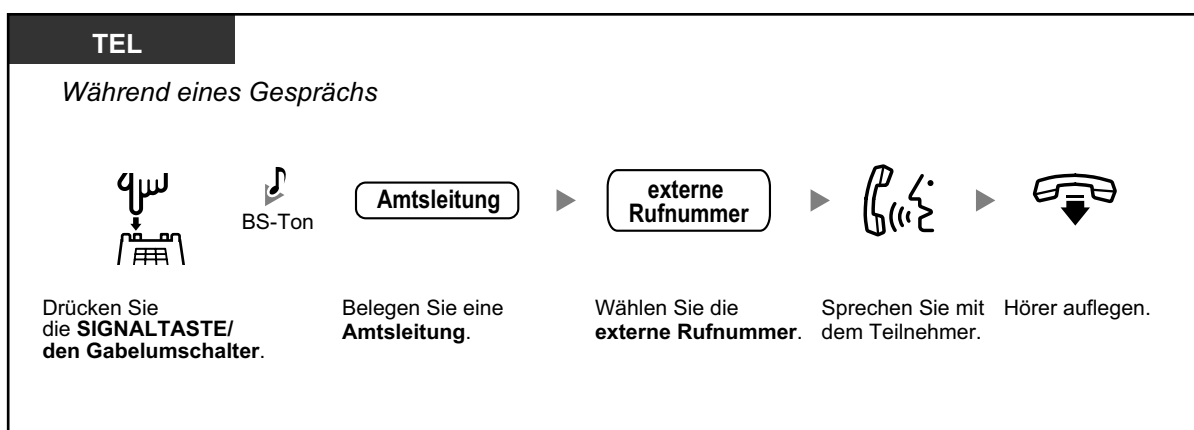 TEL
Während eines Gesprächs
BS-Ton
Amtsleitung
externe
Rufnummer
Drücken Sie
die SIGNALTASTE/
den Gabelumschalter.
Belegen Sie eine
Amtsleitung.
Wählen Sie die
externe Rufnummer.
Sprechen Sie mit
dem Teilnehmer.
Hörer auflegen.